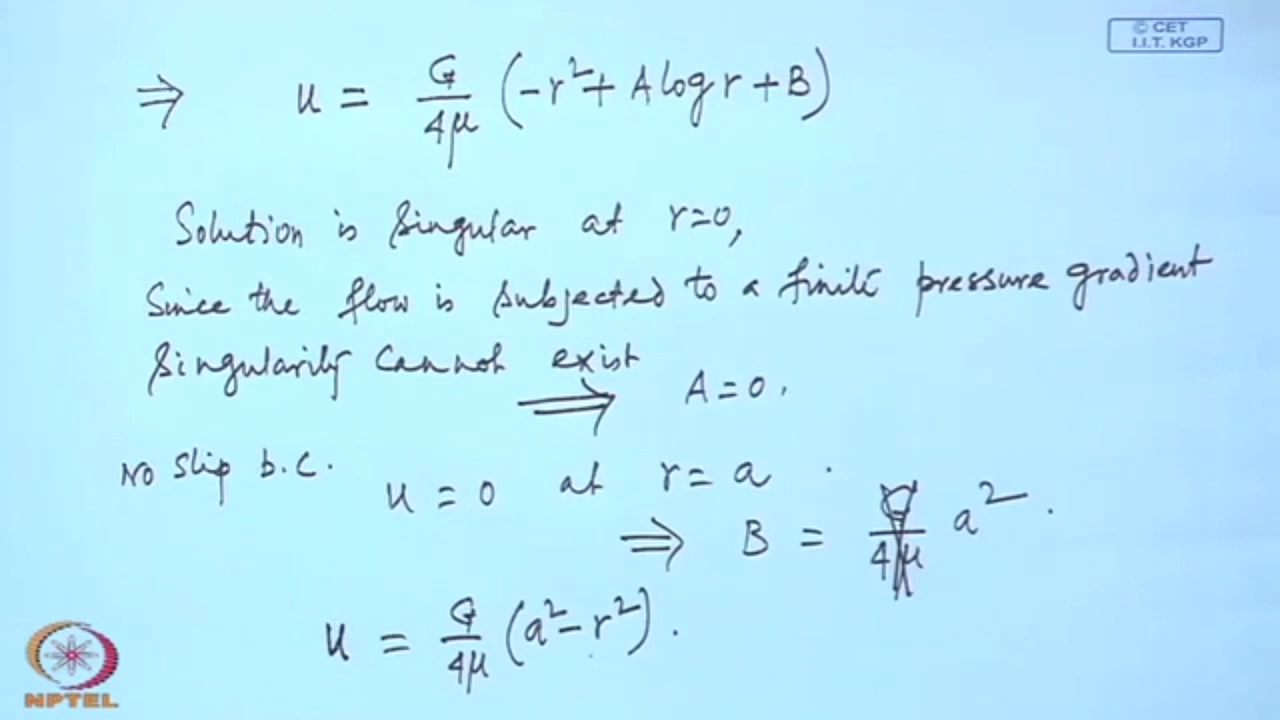 © CET
I.I.T. KGP
⇒ u = G/4μ (-r² + A log r + B)
Solution is singular at r=0,
Since the flow is subjected to a finite pressure gradient
Singularity cannot exist
⇒ A = 0.
No slip b.c. u = 0 at r = a .
⇒ B = a² .
u = G/4μ (a² - r²) .
NPTEL